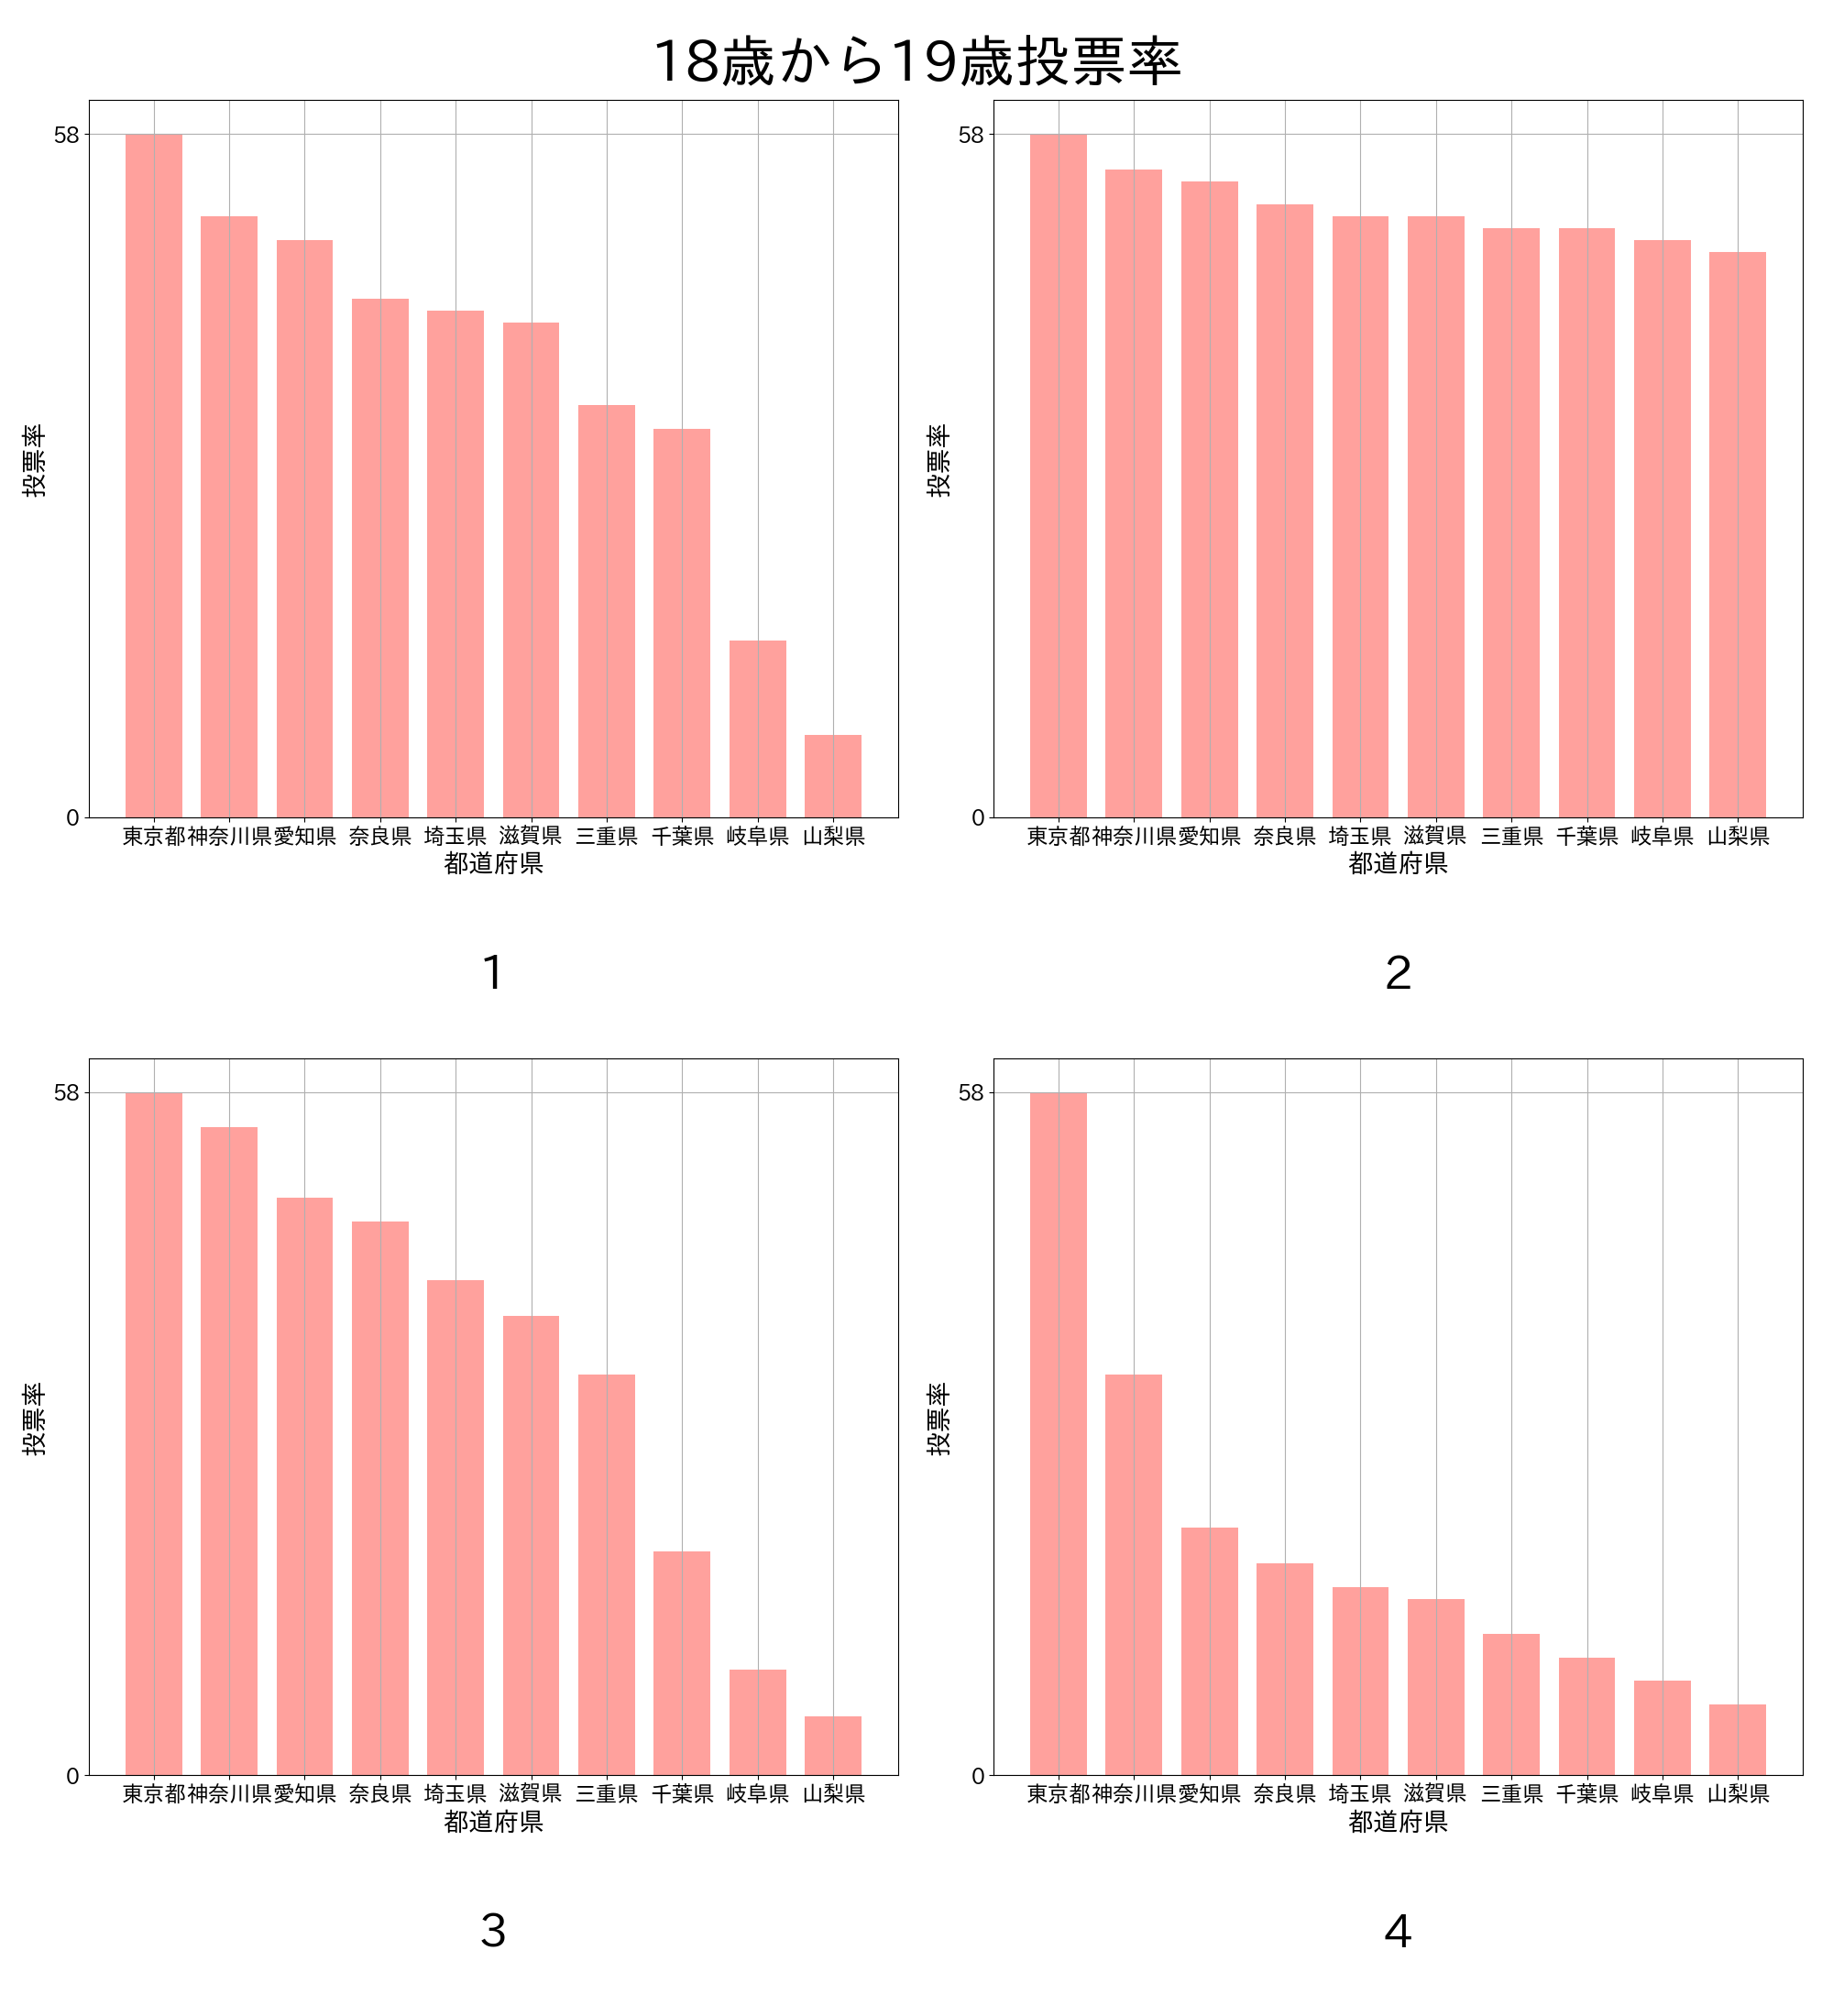 18歳から19歳投票率
58
0
投票率
東京都 神奈川県 愛知県 奈良県 埼玉県 滋賀県 三重県 千葉県 岐阜県 山梨県
都道府県
1
58
0
投票率
東京都 神奈川県 愛知県 奈良県 埼玉県 滋賀県 三重県 千葉県 岐阜県 山梨県
都道府県
2
58
0
投票率
東京都 神奈川県 愛知県 奈良県 埼玉県 滋賀県 三重県 千葉県 岐阜県 山梨県
都道府県
3
58
0
投票率
東京都 神奈川県 愛知県 奈良県 埼玉県 滋賀県 三重県 千葉県 岐阜県 山梨県
都道府県
4